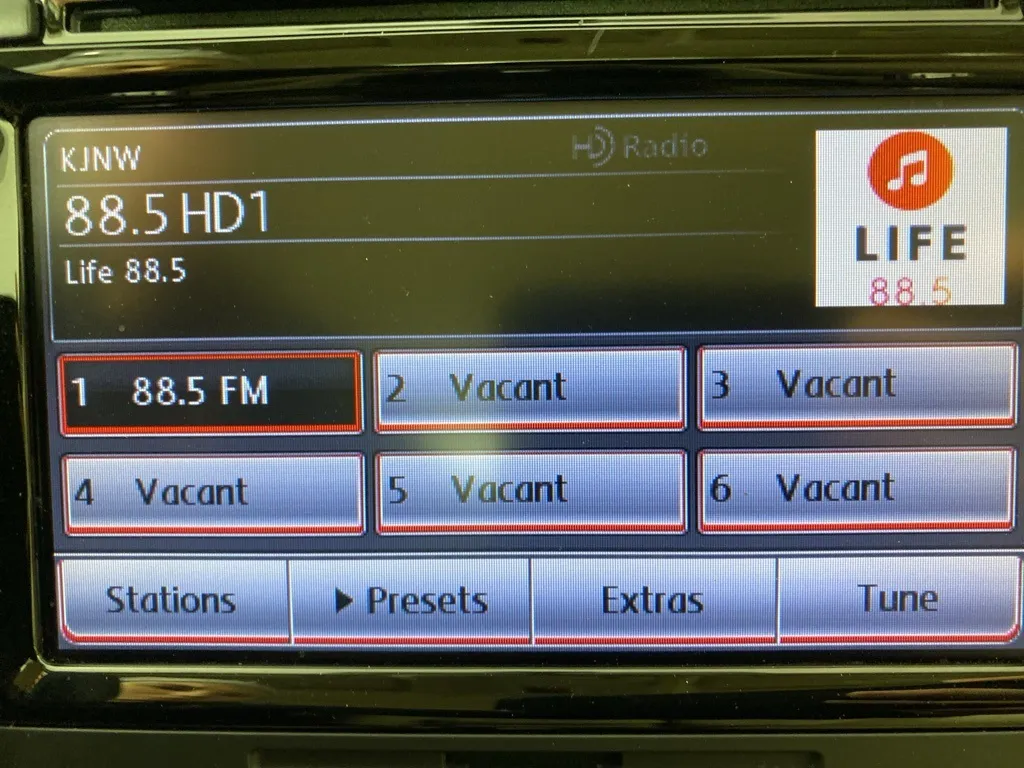 KJNW
HD Radio
88.5 HD1
Life 88.5
LIFE
88.5
1 88.5 FM
2 Vacant
3 Vacant
4 Vacant
5 Vacant
6 Vacant
Stations
Presets
Extras
Tune